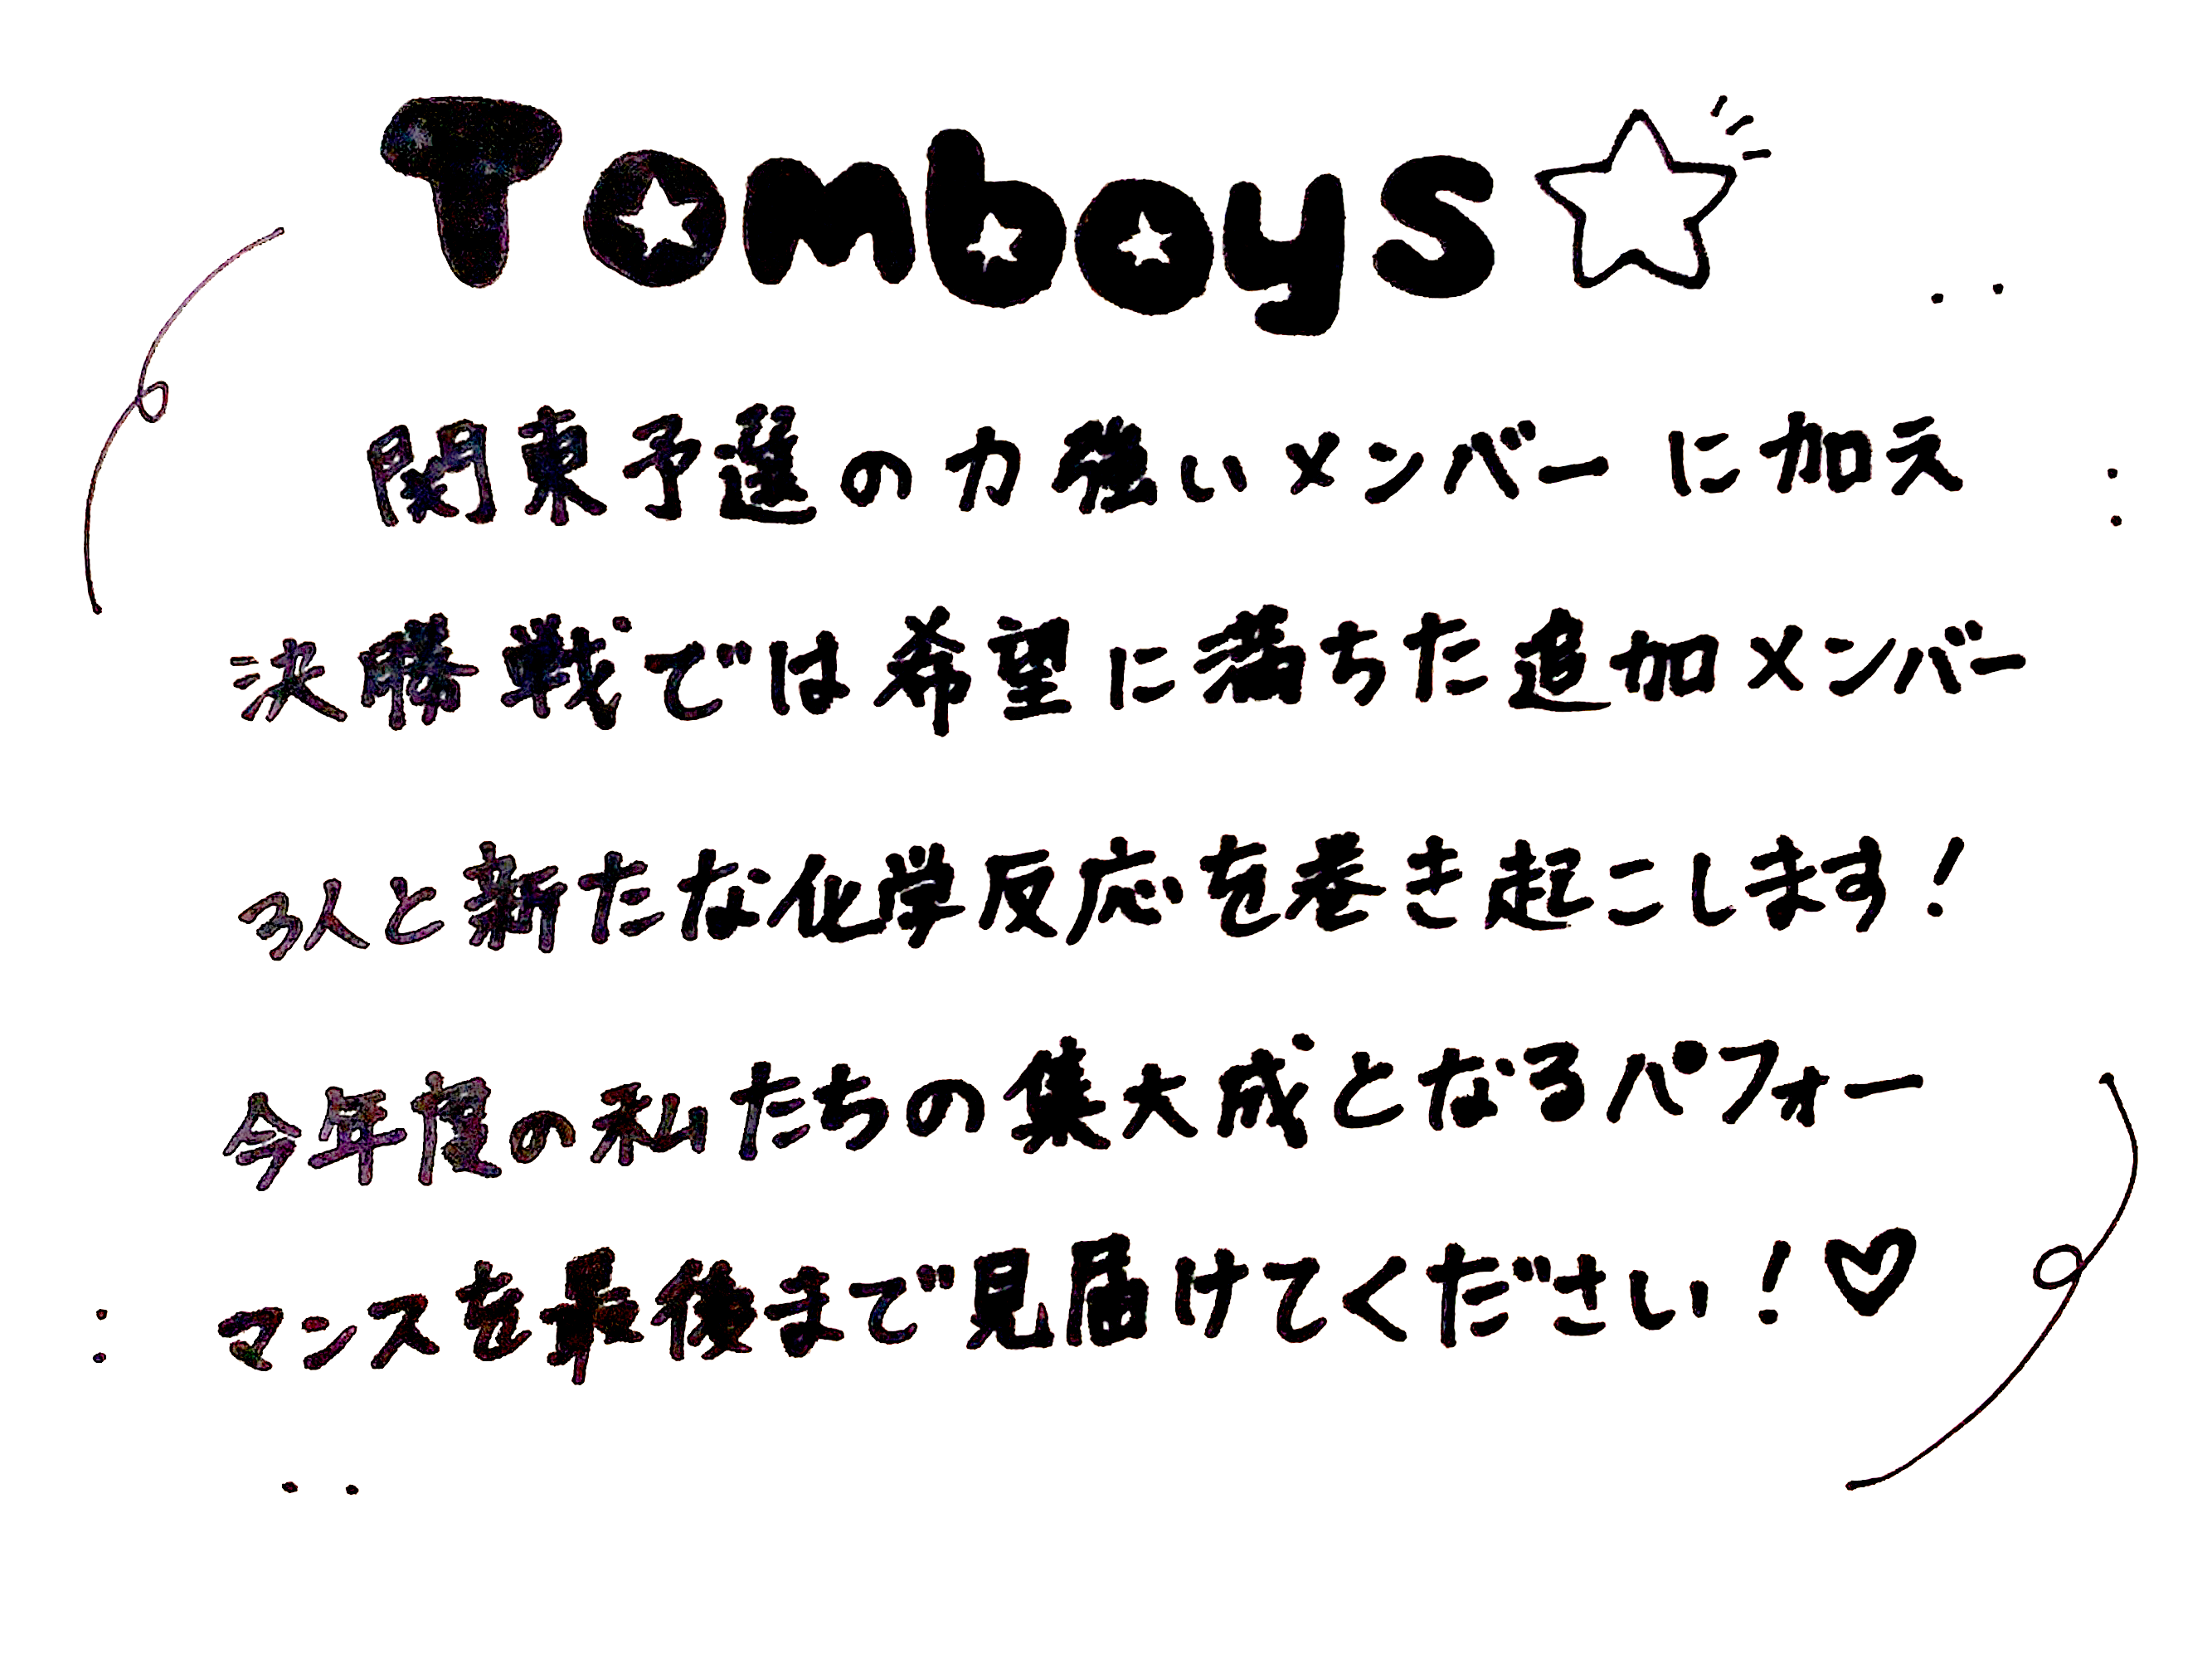 Tomboys☆
関東予選の力強いメンバーに加え
決勝戦では希望に満ちた追加メンバー
3人と新たな化学反応を巻き起こします!
今年度の私たちの集大成となるパフォー
マンスを最後まで見届けてください!♡